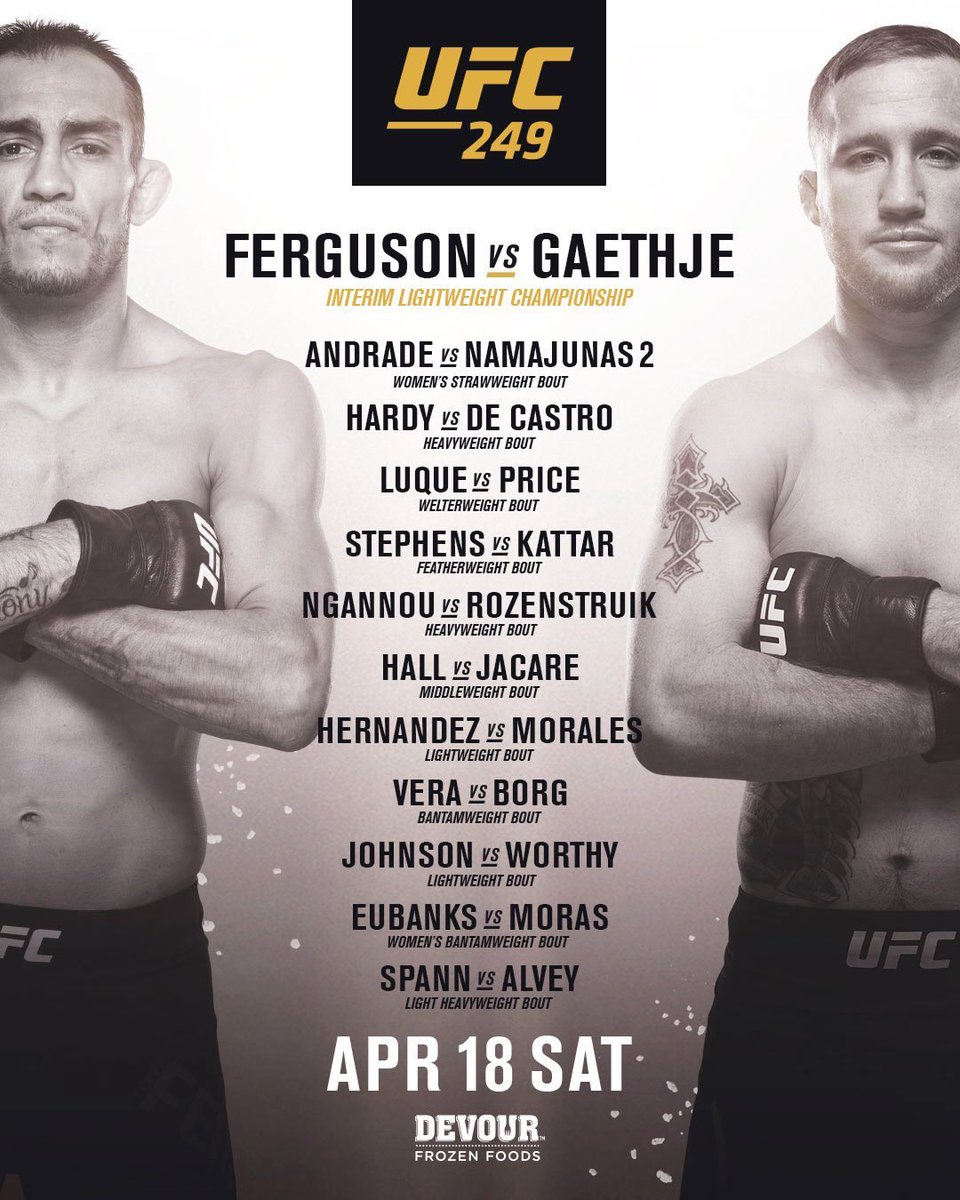 UFC
249
FERGUSON VS GAETHJE
INTERIM LIGHTWEIGHT CHAMPIONSHIP
ANDRADE VS NAMAJUNAS 2
WOMEN'S STRAWWEIGHT BOUT
HARDY VS DE CASTRO
HEAVYWEIGHT BOUT
LUQUE VS PRICE
WELTERWEIGHT BOUT
STEPHENS VS KATTAR
FEATHERWEIGHT BOUT
NGANNOU VS ROZENSTRUIK
HEAVYWEIGHT BOUT
HALL VS JACARE
MIDDLEWEIGHT BOUT
HERNANDEZ VS MORALES
LIGHTWEIGHT BOUT
VERA VS BORG
BANTAMWEIGHT BOUT
JOHNSON VS WORTHY
LIGHTWEIGHT BOUT
EUBANKS VS MORAS
WOMEN'S BANTAMWEIGHT BOUT
SPANN VS ALVEY
LIGHT HEAVYWEIGHT BOUT
APR 18 SAT
DEVOUR™
FROZEN FOODS
UFC
UFC
UFC